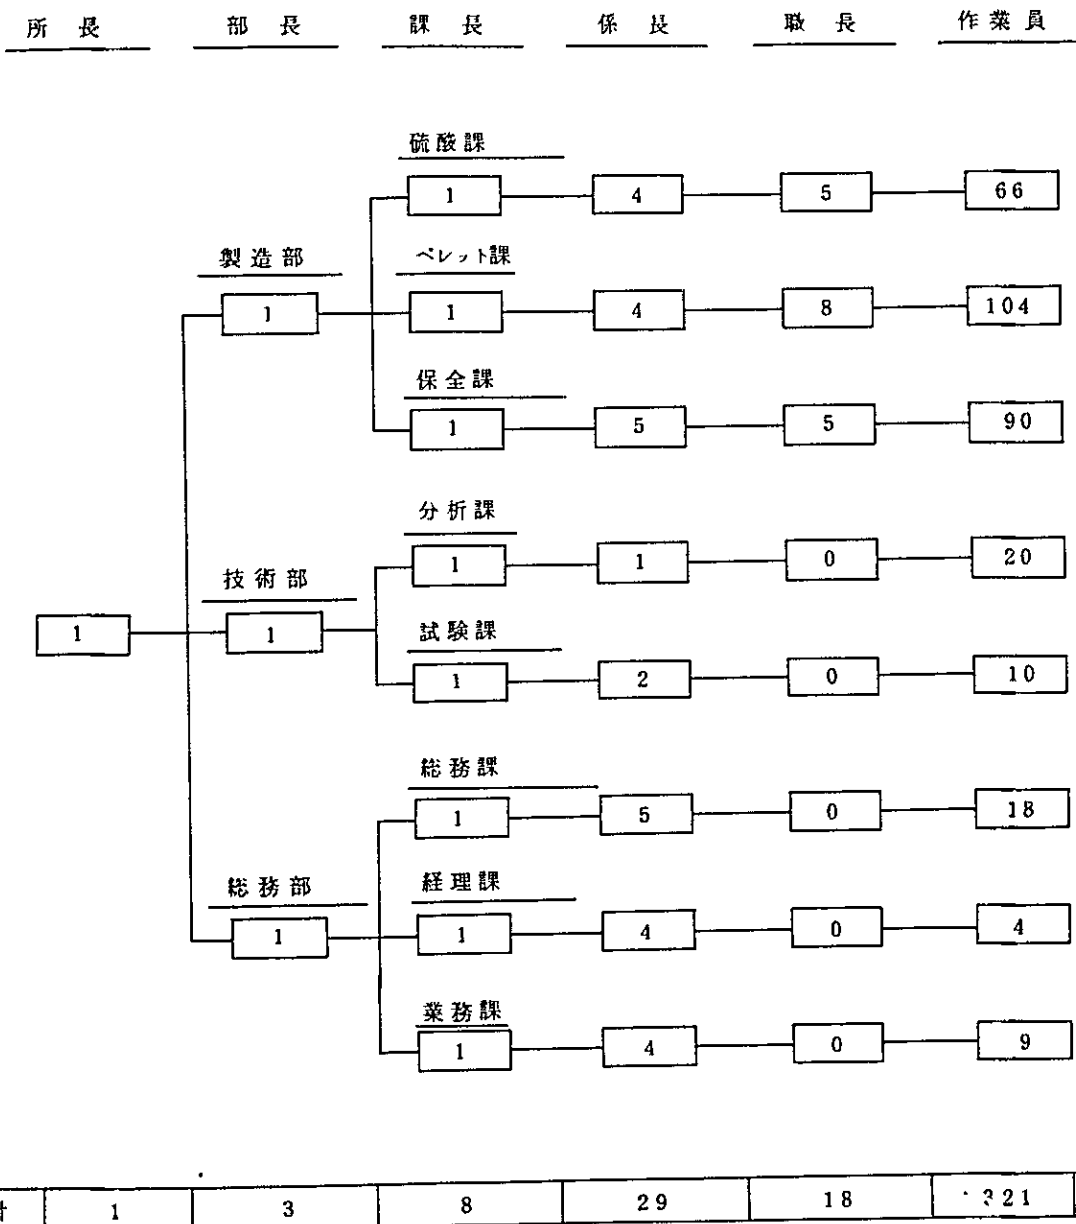 所長 部長 課長 係長 職長 作業員
硫酸課
1 4 5 66
製造部 ペレット課
1 1 4 8 104
保全課
1 5 5 90
分析課
1 1 0 20
技術部
1 1
試験課
1 2 0 10
総務課
1 5 0 18
総務部 経理課
1 1 4 0 4
業務課
1 4 0 9
計 1 3 8 29 18 321